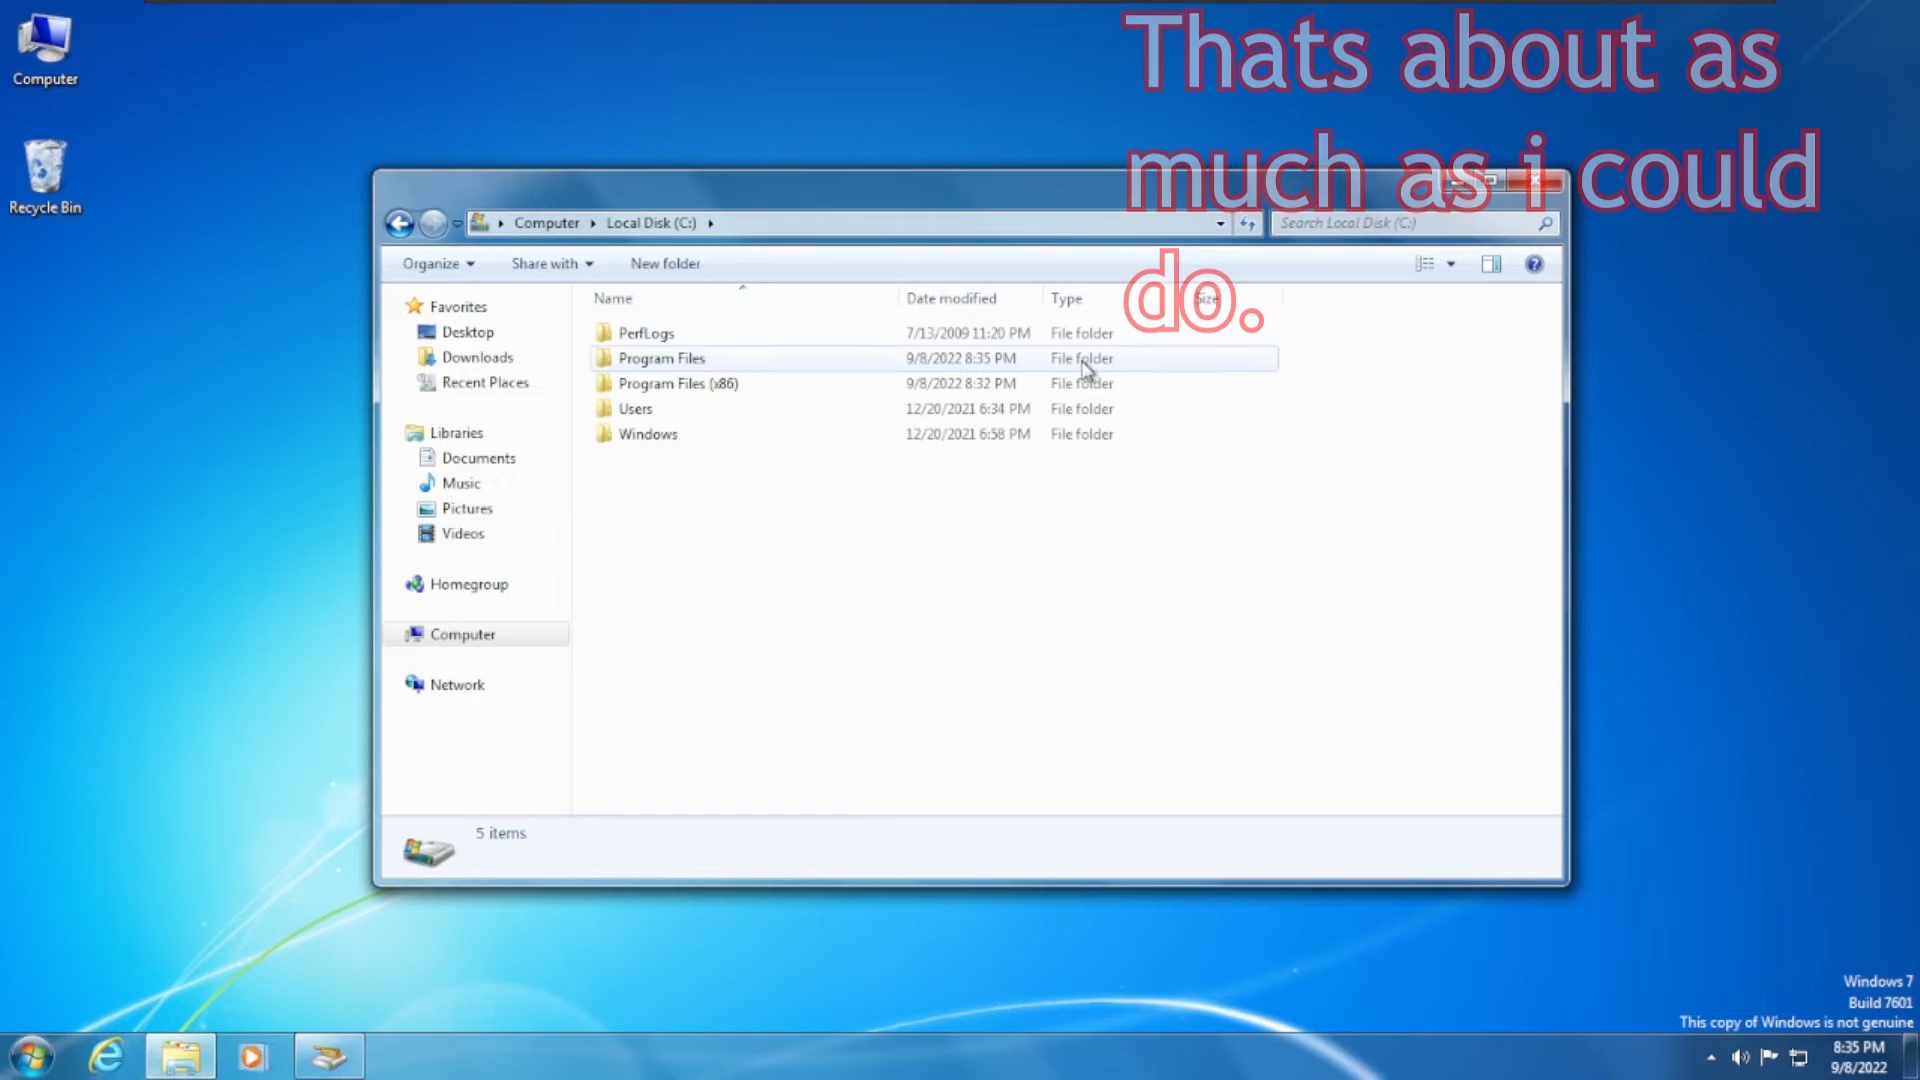 Thats about as
much as i could
do.
Computer
Recycle Bin
Computer Local Disk (C:)
Search Local Disk (C:)
Organize Share with New folder
Name Date modified Type Size
Favorites
Desktop
Downloads
Recent Places
Libraries
Documents
Music
Pictures
Videos
Homegroup
Computer
Network
PerfLogs 7/13/2009 11:20 PM File folder
Program Files 9/8/2022 8:35 PM File folder
Program Files (x86) 9/8/2022 8:32 PM File folder
Users 12/20/2021 6:34 PM File folder
Windows 12/20/2021 6:58 PM File folder
5 items
Windows 7
Build 7601
This copy of Windows is not genuine
8:35 PM
9/8/2022